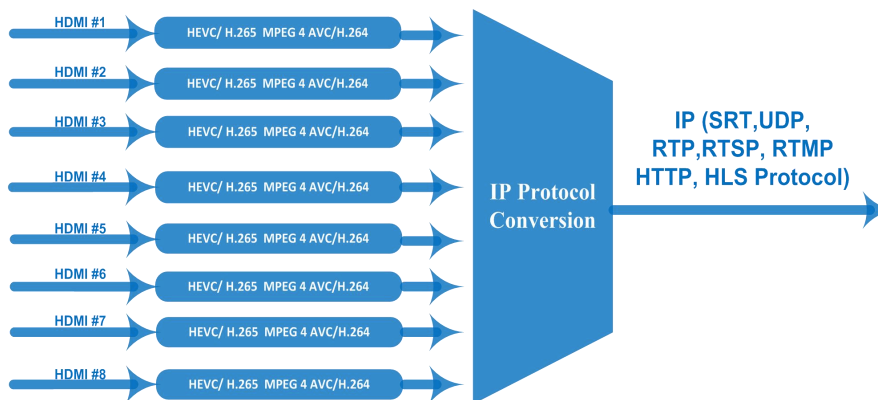 HDMI #1
HEVC/ H.265 MPEG 4 AVC/H.264
HDMI #2
HEVC/ H.265 MPEG 4 AVC/H.264
HDMI #3
HEVC/ H.265 MPEG 4 AVC/H.264
HDMI #4
HEVC/ H.265 MPEG 4 AVC/H.264
HDMI #5
HEVC/ H.265 MPEG 4 AVC/H.264
HDMI #6
HEVC/ H.265 MPEG 4 AVC/H.264
HDMI #7
HEVC/ H.265 MPEG 4 AVC/H.264
HDMI #8
HEVC/ H.265 MPEG 4 AVC/H.264
IP Protocol
Conversion
IP (SRT,UDP,
RTP,RTSP, RTMP
HTTP, HLS Protocol)